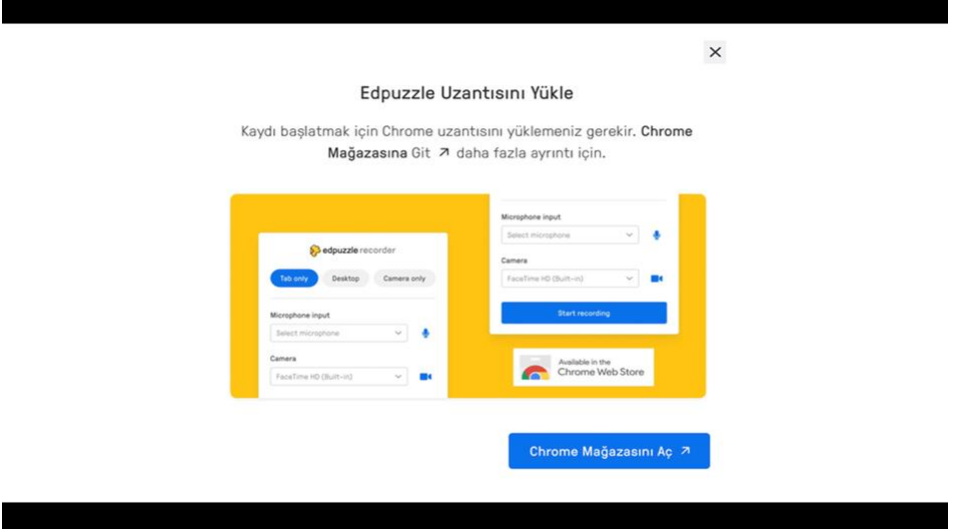 Edpuzzle Uzantısını Yükle
Kaydı başlatmak için Chrome uzantısını yüklemeniz gerekir. Chrome
Mağazasına Git ↗ daha fazla ayrıntı için.
edpuzzle recorder
Tab only Desktop Camera only
Microphone input
Select microphone
Camera
FaceTime HD (Built-in)
Microphone input
Select microphone
Camera
FaceTime HD (Built-in)
Start recording
Available in the
Chrome Web Store
Chrome Mağazasını Aç ↗